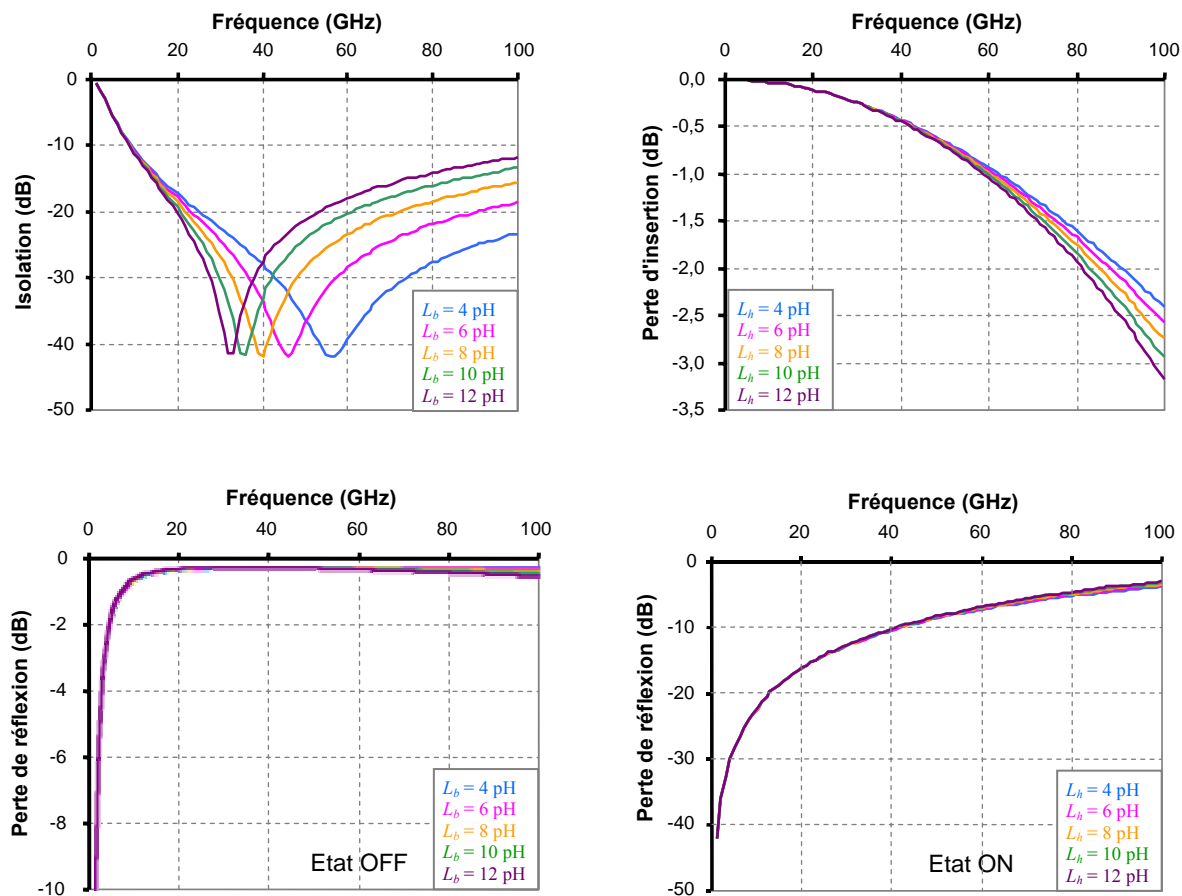 Fréquence (GHz)
0 20 40 60 80 100
Isolation (dB)
0
-10
-20
-30
-40
-50
L_b = 4 pH
L_b = 6 pH
L_b = 8 pH
L_b = 10 pH
L_b = 12 pH
Fréquence (GHz)
0 20 40 60 80 100
Perte d'insertion (dB)
0,0
-0,5
-1,0
-1,5
-2,0
-2,5
-3,0
-3,5
L_h = 4 pH
L_h = 6 pH
L_h = 8 pH
L_h = 10 pH
L_h = 12 pH
Fréquence (GHz)
0 20 40 60 80 100
Perte de réflexion (dB)
0
-2
-4
-6
-8
-10
L_b = 4 pH
L_b = 6 pH
L_b = 8 pH
L_b = 10 pH
L_b = 12 pH
Etat OFF
Fréquence (GHz)
0 20 40 60 80 100
Perte de réflexion (dB)
0
-10
-20
-30
-40
-50
L_h = 4 pH
L_h = 6 pH
L_h = 8 pH
L_h = 10 pH
L_h = 12 pH
Etat ON